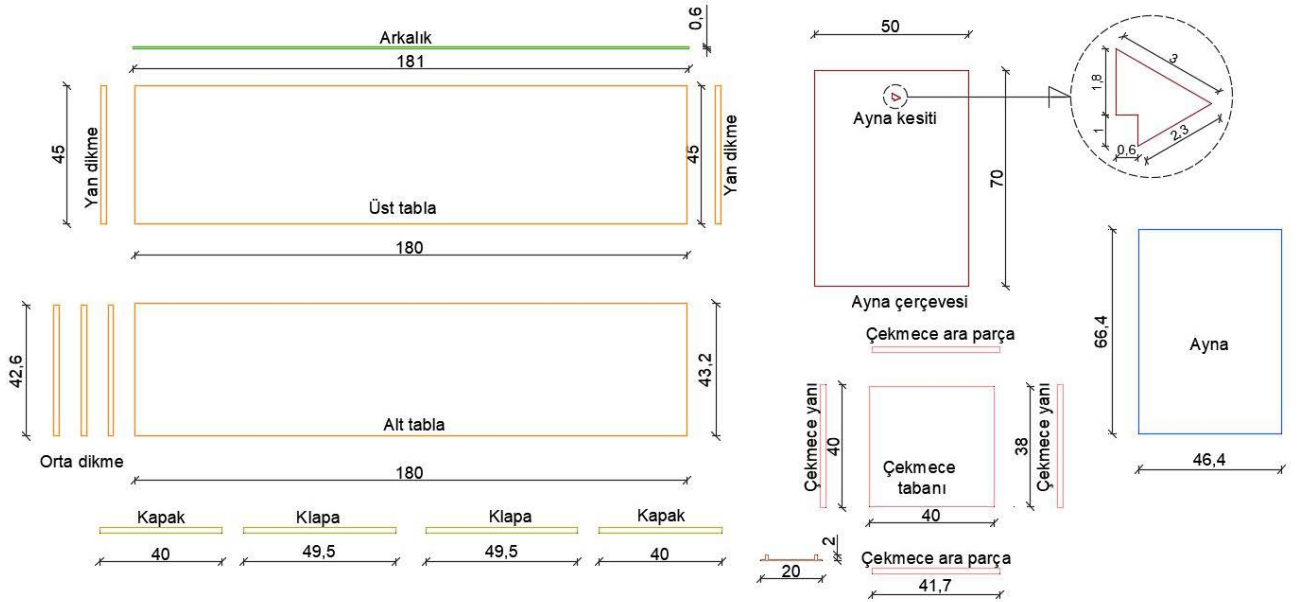 Arkalık
0,6
181
45
Yan dikme
Üst tabla
45
Yan dikme
180
42,6
Orta dikme
Alt tabla
43,2
180
Kapak
40
Klapa
49,5
Klapa
49,5
Kapak
40
50
Ayna kesiti
70
Ayna çerçevesi
3
1,8
1
0,6
2,3
Çekmece ara parça
Çekmece yanı
40
Çekmece
tabanı
38
Çekmece yanı
40
2
20
Çekmece ara parça
41,7
66,4
Ayna
46,4